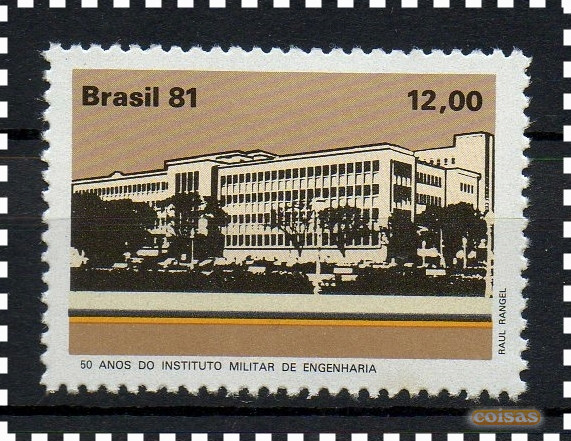 Brasil 81
12,00
RAUL RANGEL
50 ANOS DO INSTITUTO MILITAR DE ENGENHARIA
coisas